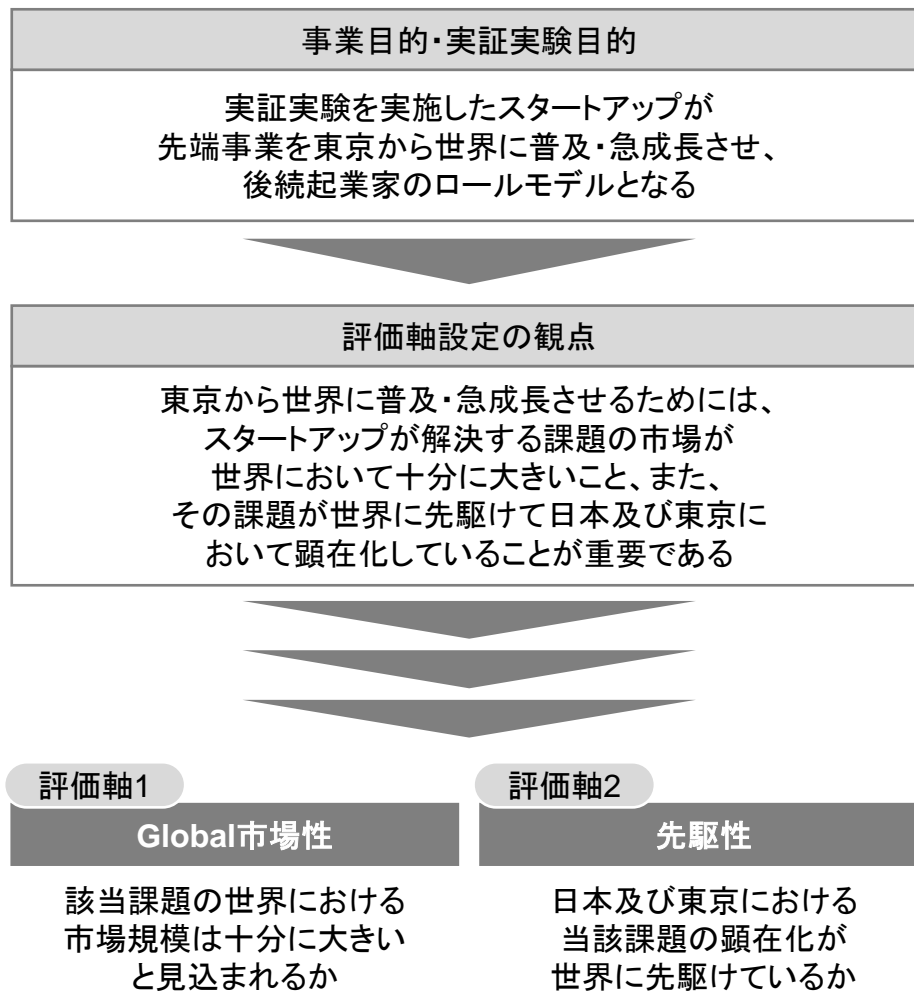 事業目的・実証実験目的
実証実験を実施したスタートアップが
先端事業を東京から世界に普及・急成長させ、
後続起業家のロールモデルとなる
評価軸設定の観点
東京から世界に普及・急成長させるためには、
スタートアップが解決する課題の市場が
世界において十分に大きいこと、また、
その課題が世界に先駆けて日本及び東京に
おいて顕在化していることが重要である
評価軸1
Global市場性
該当課題の世界における
市場規模は十分に大きい
と見込まれるか
評価軸2
先駆性
日本及び東京における
当該課題の顕在化が
世界に先駆けているか